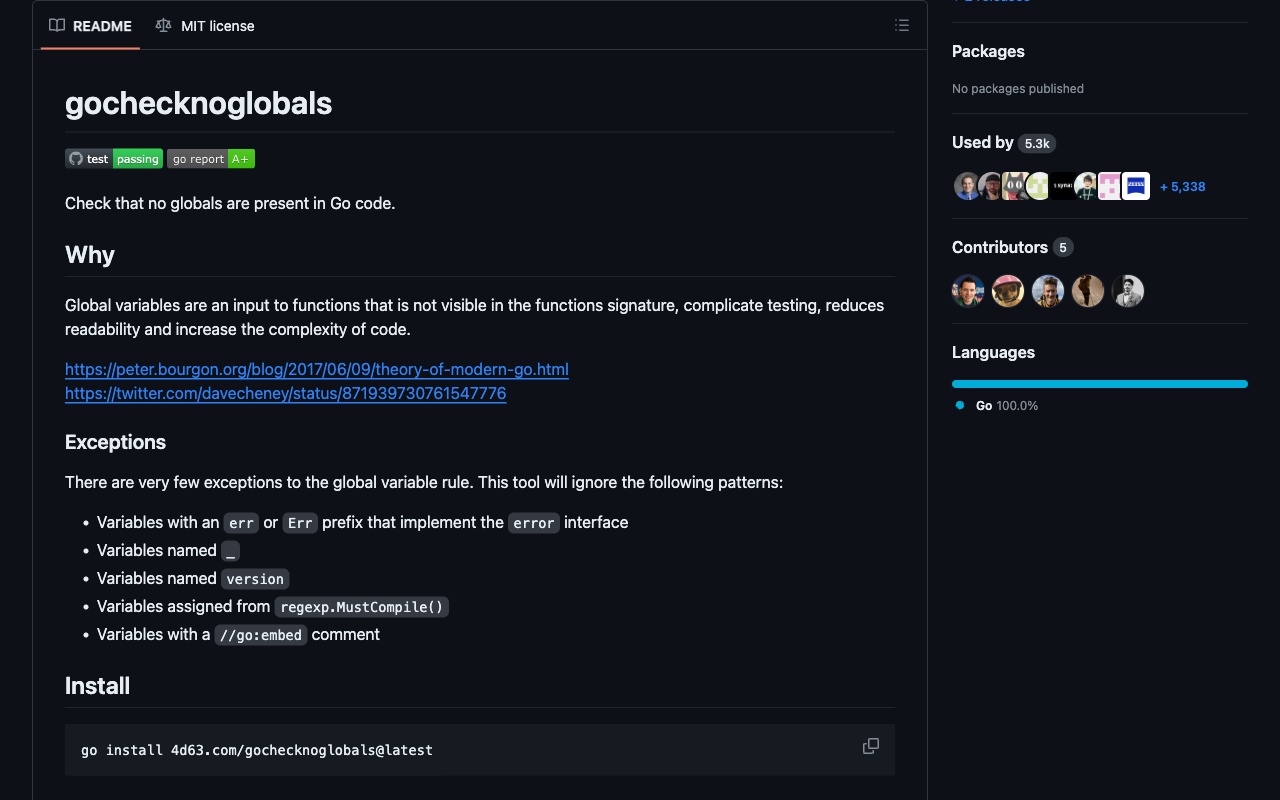 README
MIT license
gochecknoglobals
test passing
go report A+
Check that no globals are present in Go code.
Why
Global variables are an input to functions that is not visible in the functions signature, complicate testing, reduces
readability and increase the complexity of code.
https://peter.bourgon.org/blog/2017/06/09/theory-of-modern-go.html
https://twitter.com/davecheney/status/871939730761547776
Exceptions
There are very few exceptions to the global variable rule. This tool will ignore the following patterns:
• Variables with an err or Err prefix that implement the error interface
• Variables named _
• Variables named version
• Variables assigned from regexp.MustCompile()
• Variables with a //go:embed comment
Install
go install 4d63.com/gochecknoglobals@latest
Packages
No packages published
Used by 5.3k
ZEISS
+ 5,338
Contributors 5
Languages
Go 100.0%